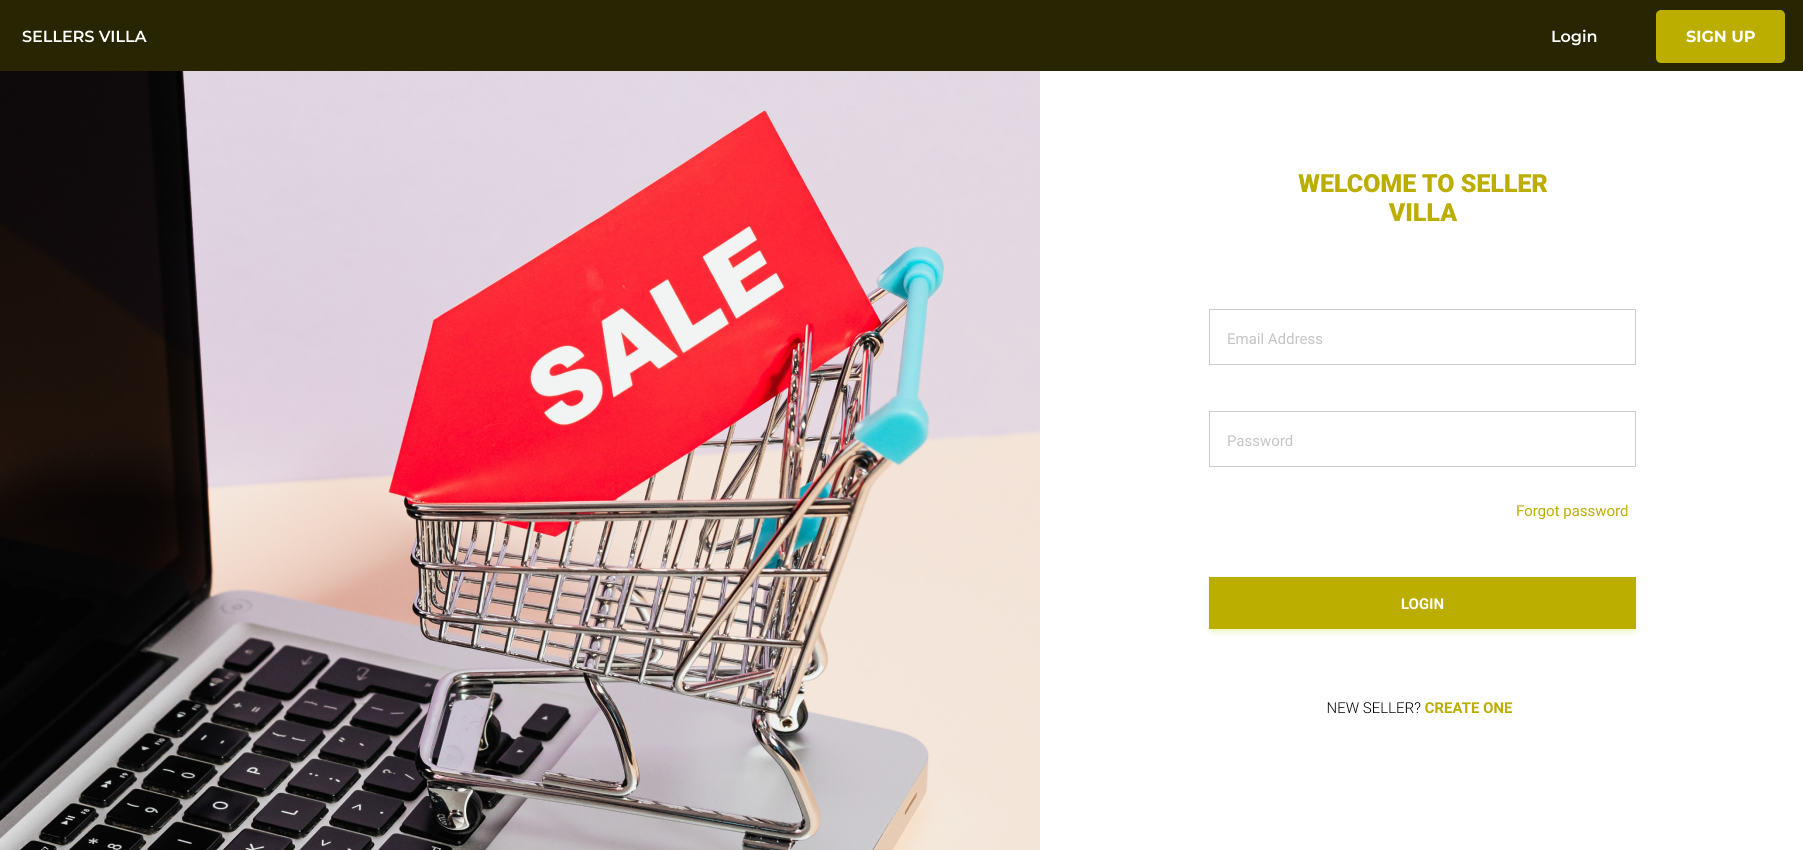 SELLERS VILLA
Login
SIGN UP
SALE
WELCOME TO SELLER
VILLA
Email Address
Password
Forgot password
LOGIN
NEW SELLER? CREATE ONE